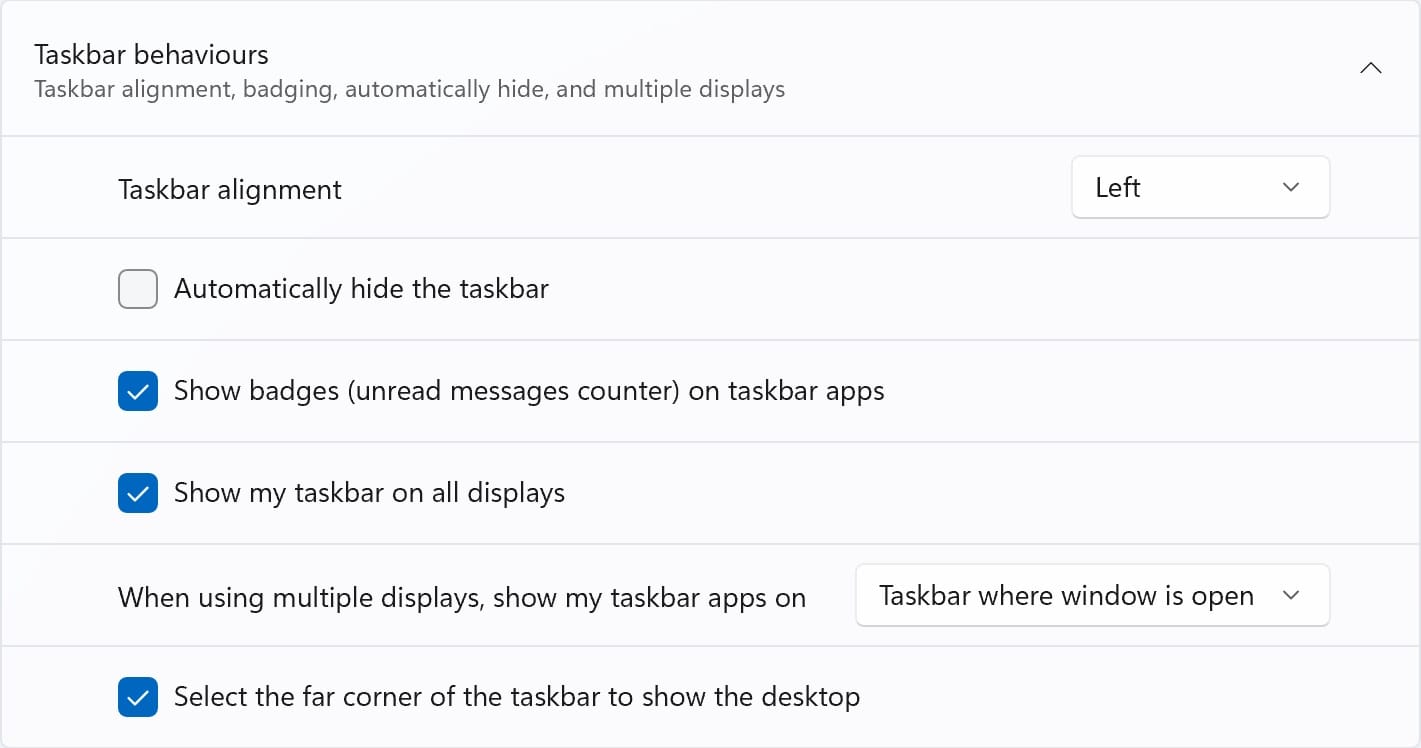 Taskbar behaviours
Taskbar alignment, badging, automatically hide, and multiple displays
Taskbar alignment
Left
Automatically hide the taskbar
Show badges (unread messages counter) on taskbar apps
Show my taskbar on all displays
When using multiple displays, show my taskbar apps on
Taskbar where window is open
Select the far corner of the taskbar to show the desktop